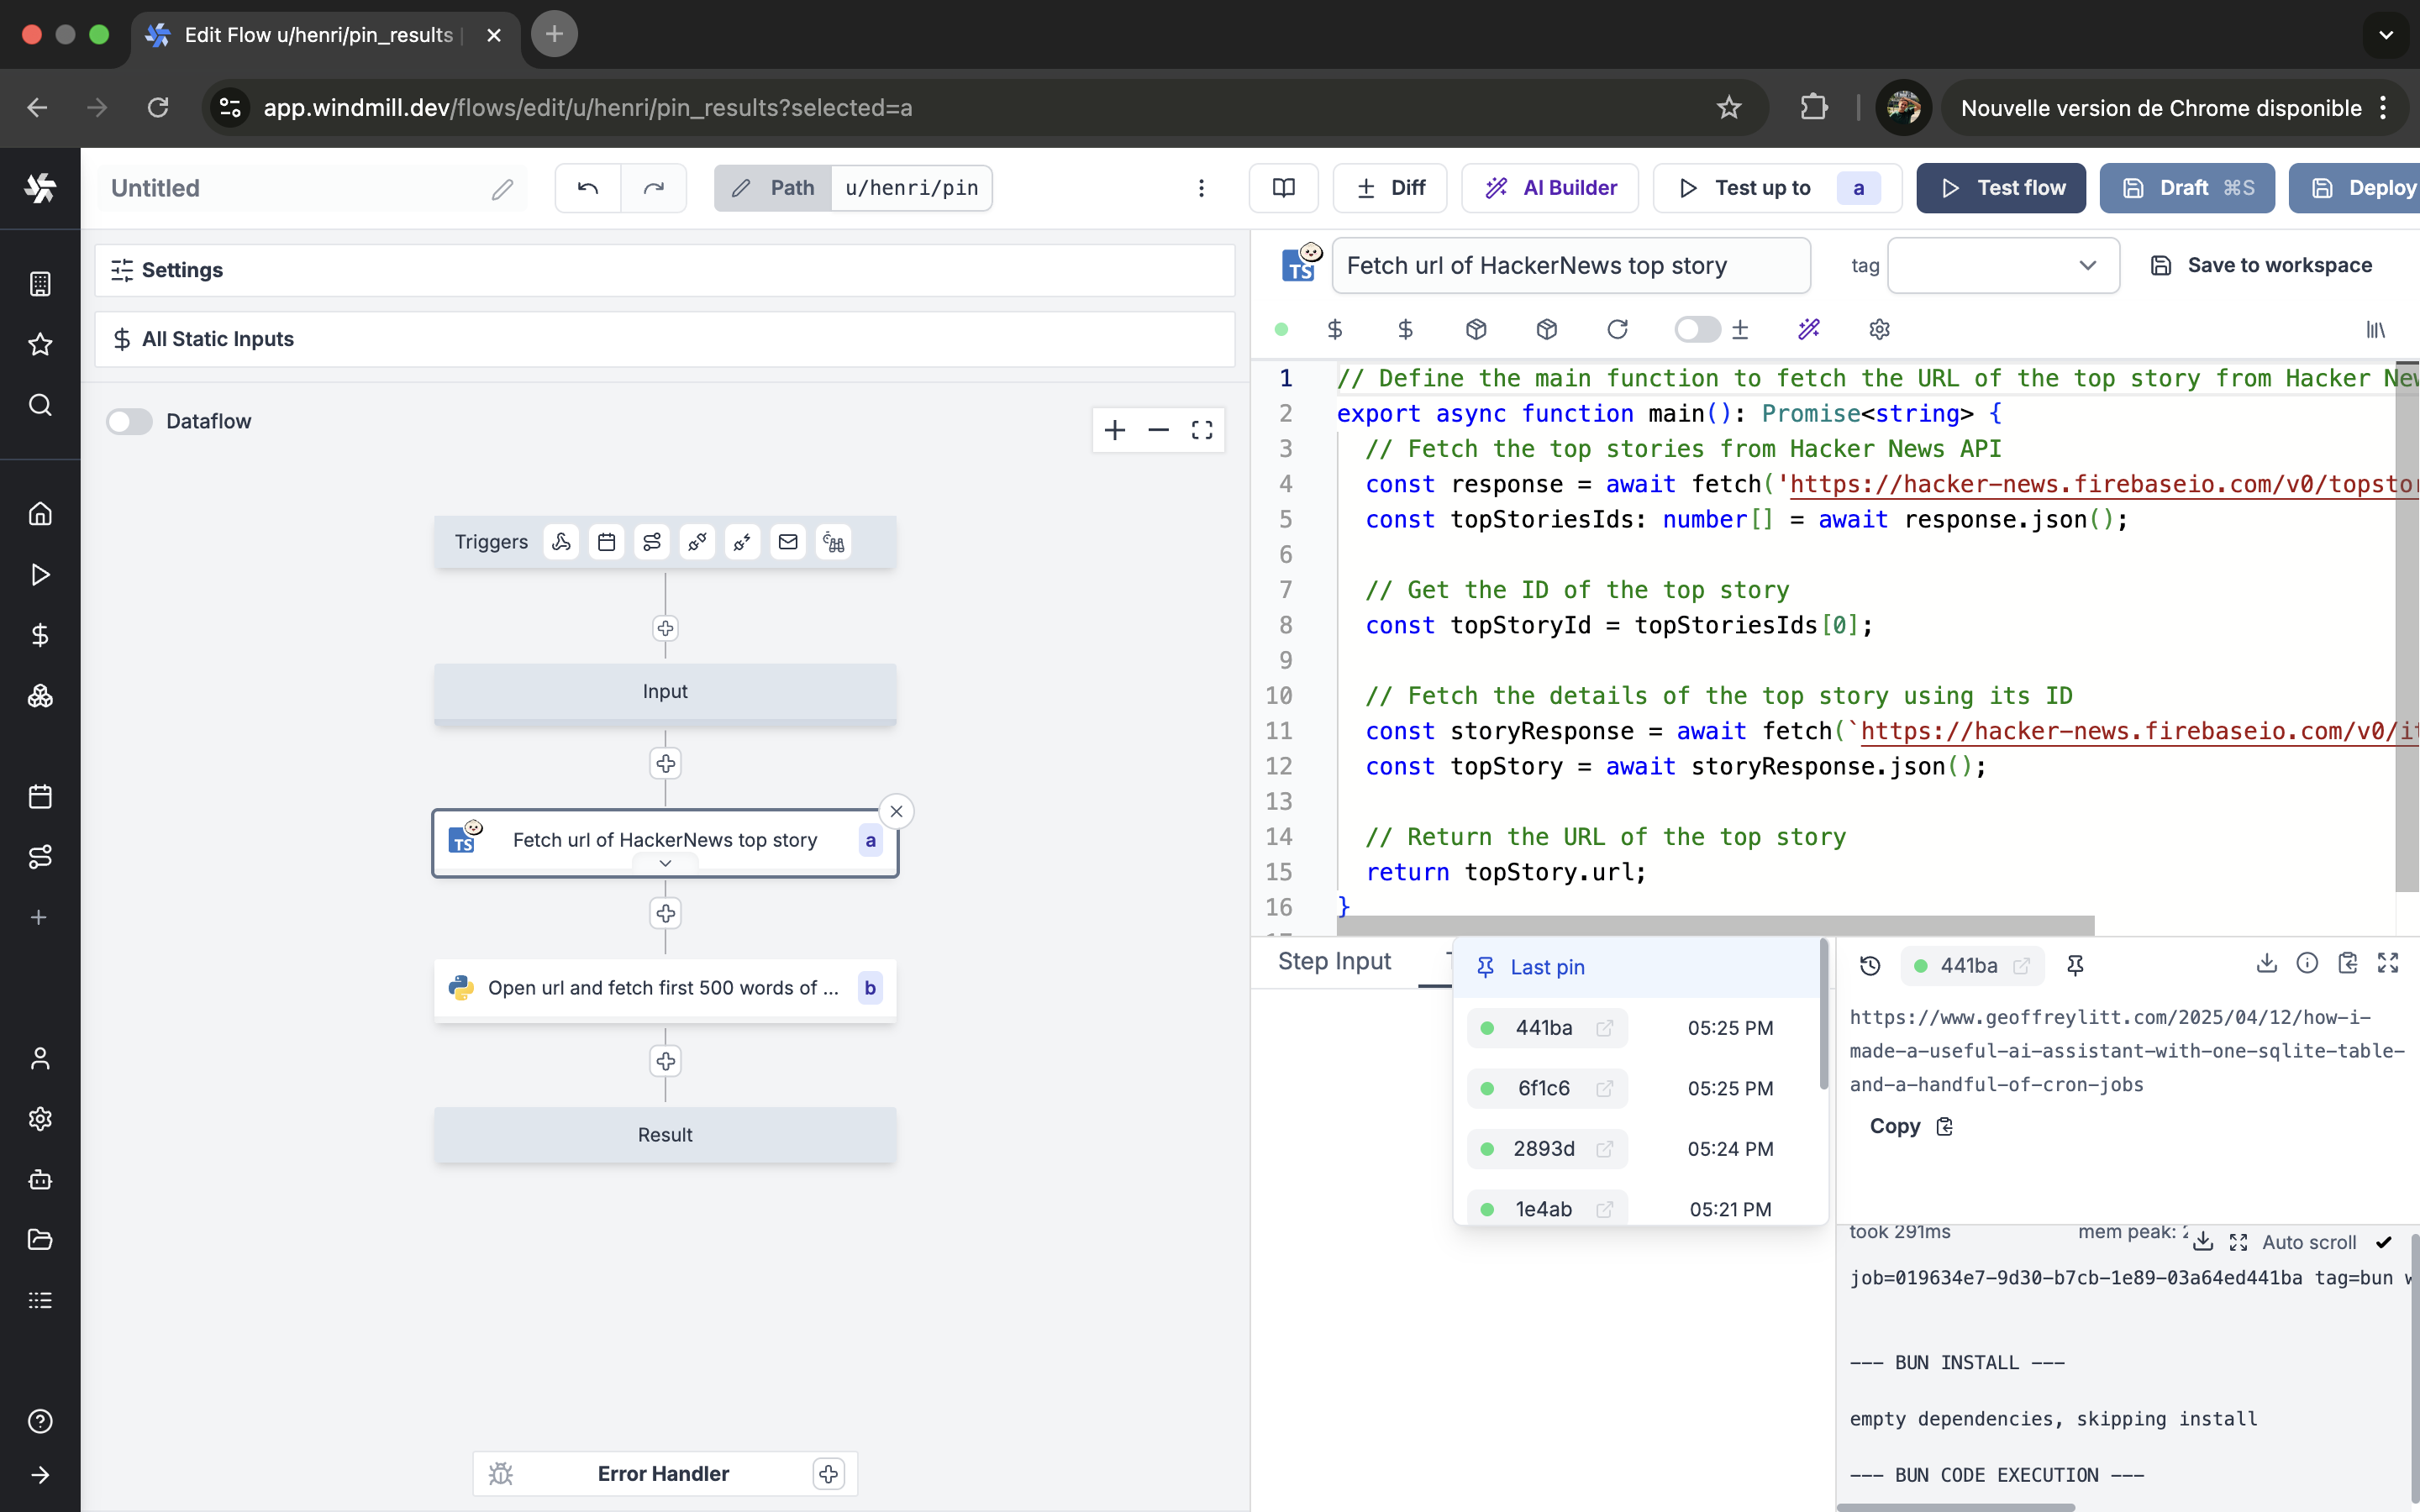 Edit Flow u/henri/pin_results
app.windmill.dev/flows/edit/u/henri/pin_results?selected=a
Nouvelle version de Chrome disponible
Untitled
Path
u/henri/pin
Diff
AI Builder
Test up to
a
Test flow
Draft ⌘S
Deploy
Settings
All Static Inputs
Dataflow
Triggers
Input
TS
Fetch url of HackerNews top story
a
Open url and fetch first 500 words of ...
b
Result
Error Handler
TS
Fetch url of HackerNews top story
tag
Save to workspace
1 // Define the main function to fetch the URL of the top story from Hacker
2 export async function main(): Promise<string> {
3 // Fetch the top stories from Hacker News API
4 const response = await fetch('https://hacker-news.firebaseio.com/v0/topsto
5 const topStoriesIds: number[] = await response.json();
6
7 // Get the ID of the top story
8 const topStoryId = topStoriesIds[0];
9
10 // Fetch the details of the top story using its ID
11 const storyResponse = await fetch(`https://hacker-news.firebaseio.com/v0/
12 const topStory = await storyResponse.json();
13
14 // Return the URL of the top story
15 return topStory.url;
16 }
Step Input
Last pin
441ba 05:25 PM
6f1c6 05:25 PM
2893d 05:24 PM
1e4ab 05:21 PM
441ba
https://www.geoffreylitt.com/2025/04/12/how-i-
made-a-useful-ai-assistant-with-one-sqlite-table-
and-a-handful-of-cron-jobs
Copy
took 291ms
mem peak:
Auto scroll
job=019634e7-9d30-b7cb-1e89-03a64ed441ba tag=bun
--- BUN INSTALL ---
empty dependencies, skipping install
--- BUN CODE EXECUTION ---